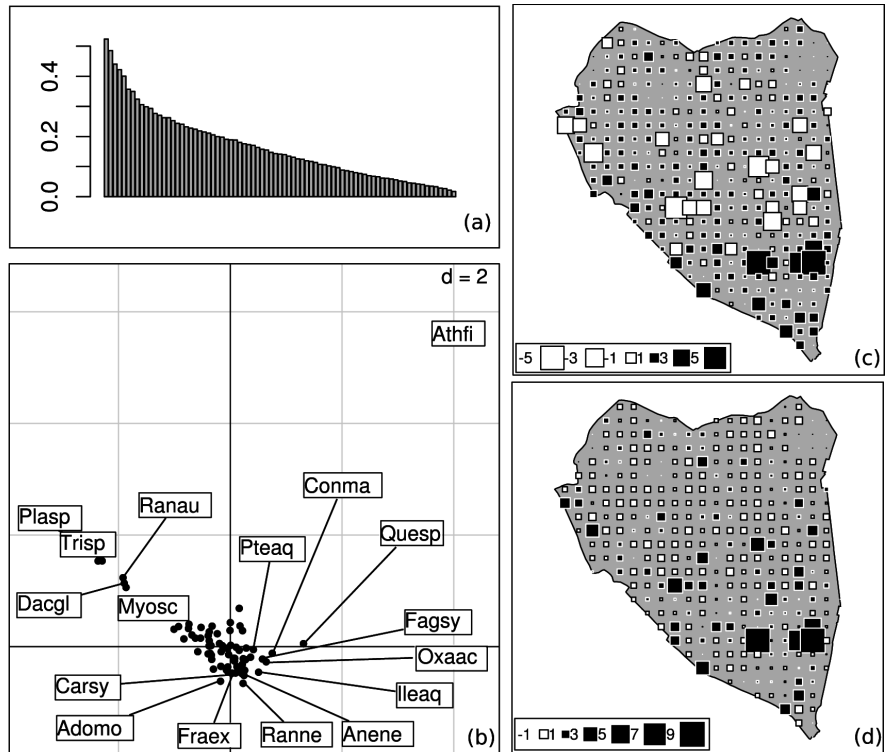 0.0 0.2 0.4
(a)
d = 2
Athfi
Conma
Ranau
Plasp
Quesp
Trisp
Pteaq
Dacgl
Myosc
Fagsy
Oxaac
Carsy
Ileaq
Adomo
Fraex
Ranne
Anene
(b)
-5 -3 -1 1 3 5
(c)
-1 1 3 5 7 9
(d)